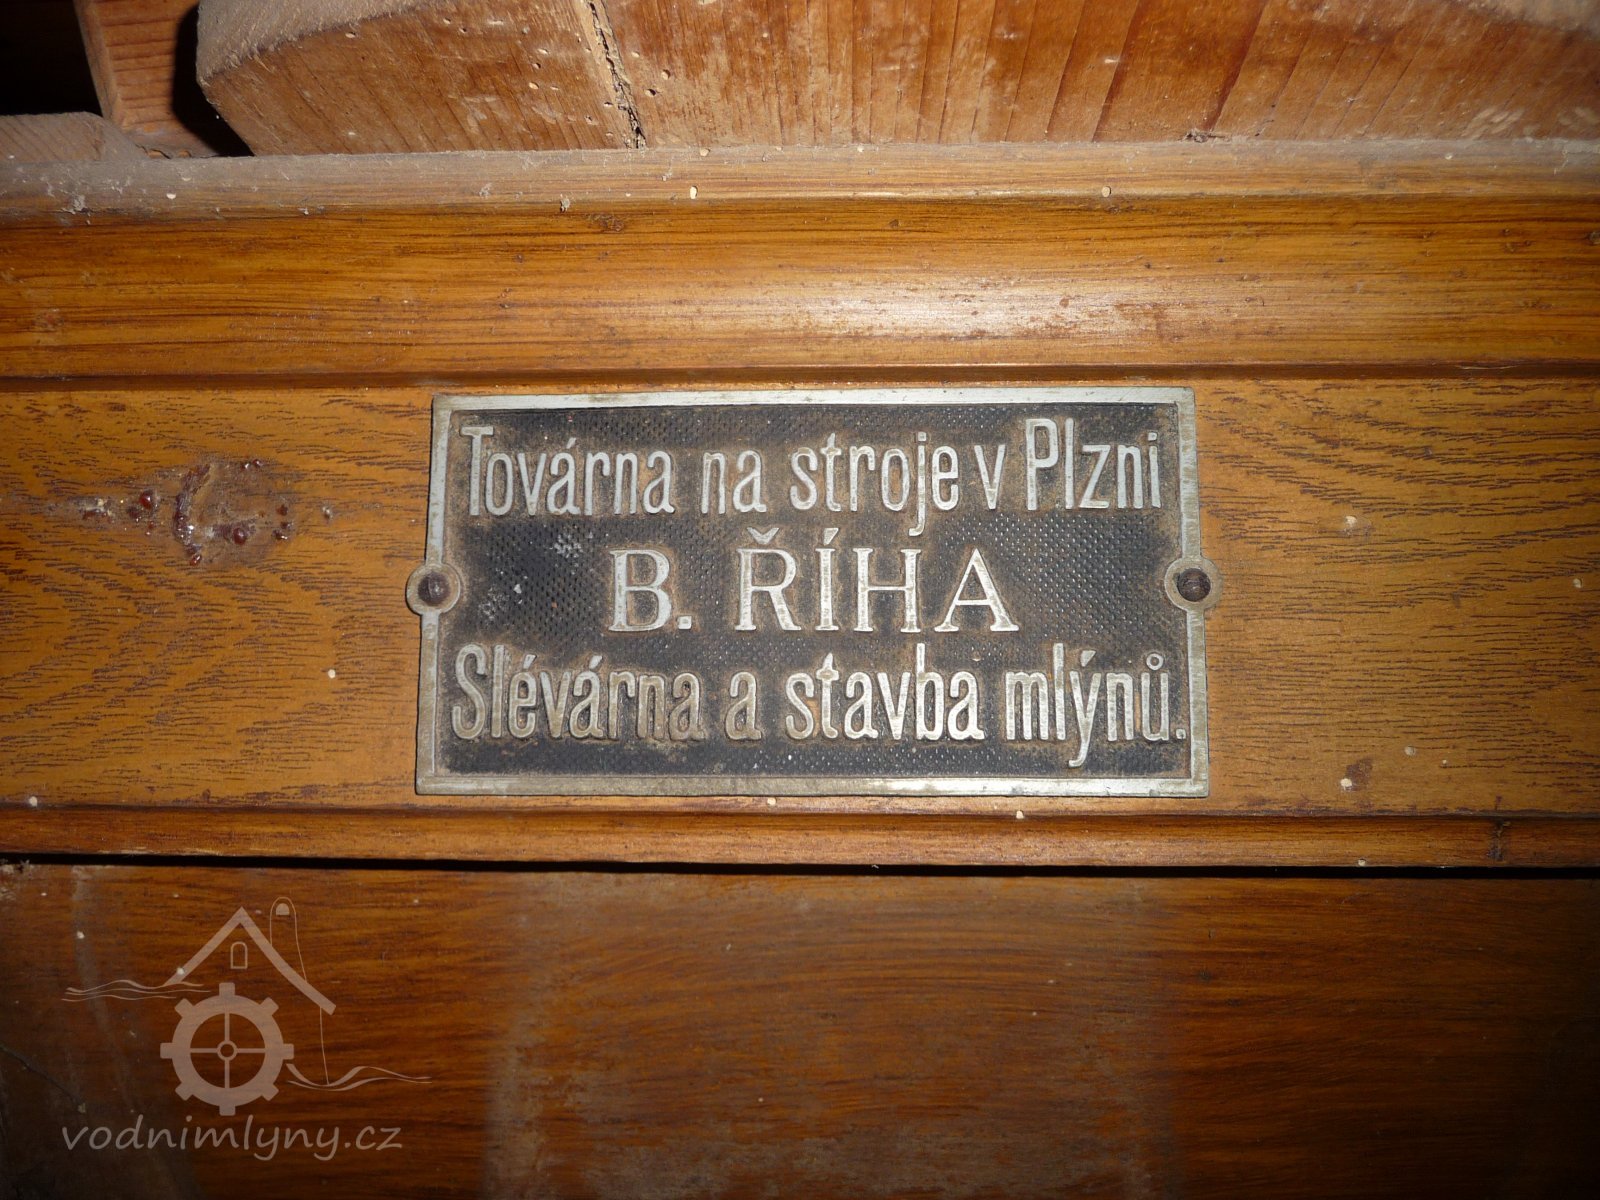 Továrna na stroje v Plzni
B. ŘÍHA
Slévárna a stavba mlýnů.
vodnimlyny.cz